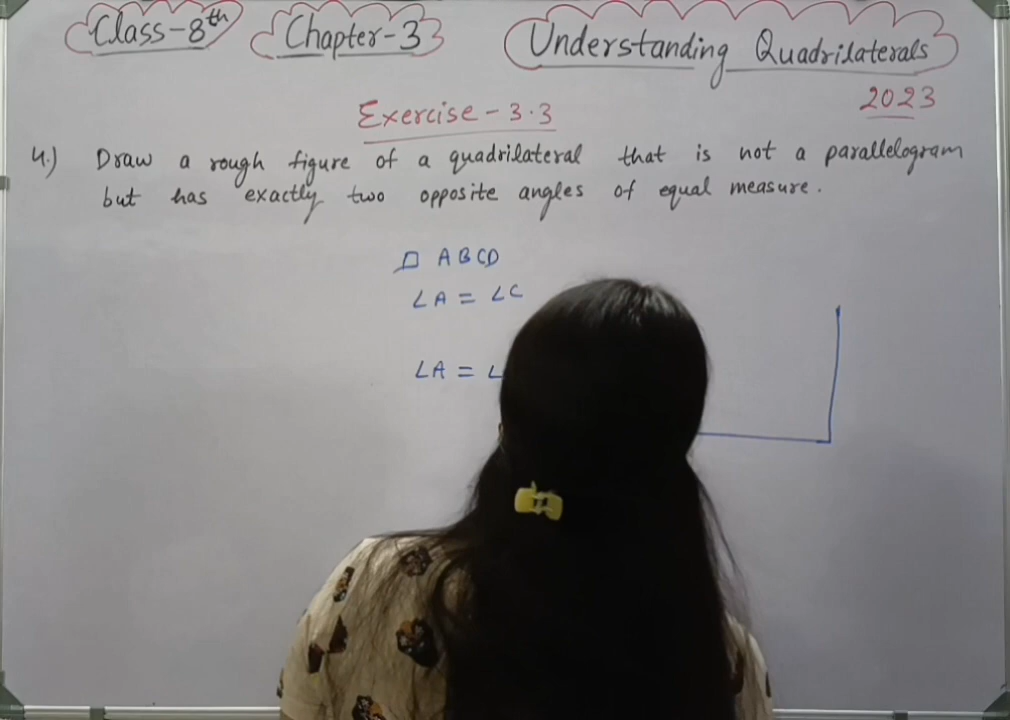 Class-8th Chapter-3 Understanding Quadrilaterals
2023
Exercise-3.3
4.) Draw a rough figure of a quadrilateral that is not a parallelogram
but has exactly two opposite angles of equal measure.
□ ABCD
∠A = ∠C
∠A = ∠